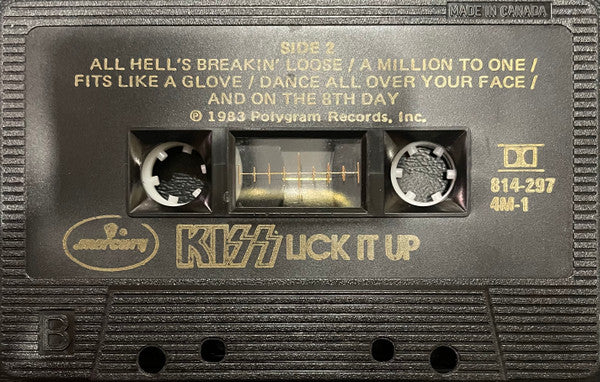 MADE IN CANADA
SIDE 2
ALL HELL'S BREAKIN' LOOSE / A MILLION TO ONE /
FITS LIKE A GLOVE / DANCE ALL OVER YOUR FACE /
AND ON THE 8TH DAY
℗ 1983 Polygram Records, Inc.
814-297
4M-1
mercury
KISS LICK IT UP
B